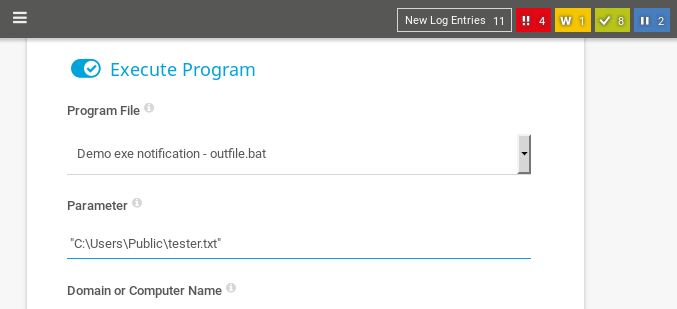 New Log Entries 11 !! 4 W 1 8 2
Execute Program
Program File
Demo exe notification - outfile.bat
Parameter
"C:\Users\Public\tester.txt"
Domain or Computer Name